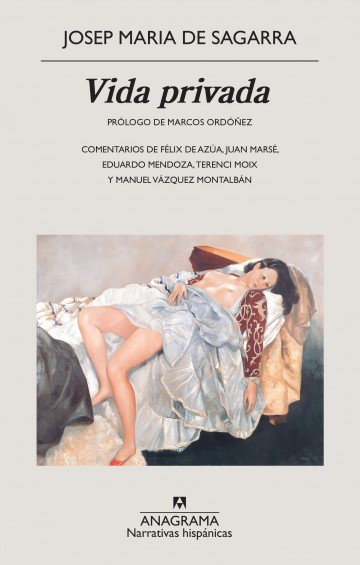 JOSEP MARIA DE SAGARRA
Vida privada
PRÓLOGO DE MARCOS ORDÓÑEZ
COMENTARIOS DE FÉLIX DE AZÚA, JUAN MARSÉ,
EDUARDO MENDOZA, TERENCI MOIX
Y MANUEL VÁZQUEZ MONTALBÁN
ANAGRAMA
Narrativas hispánicas